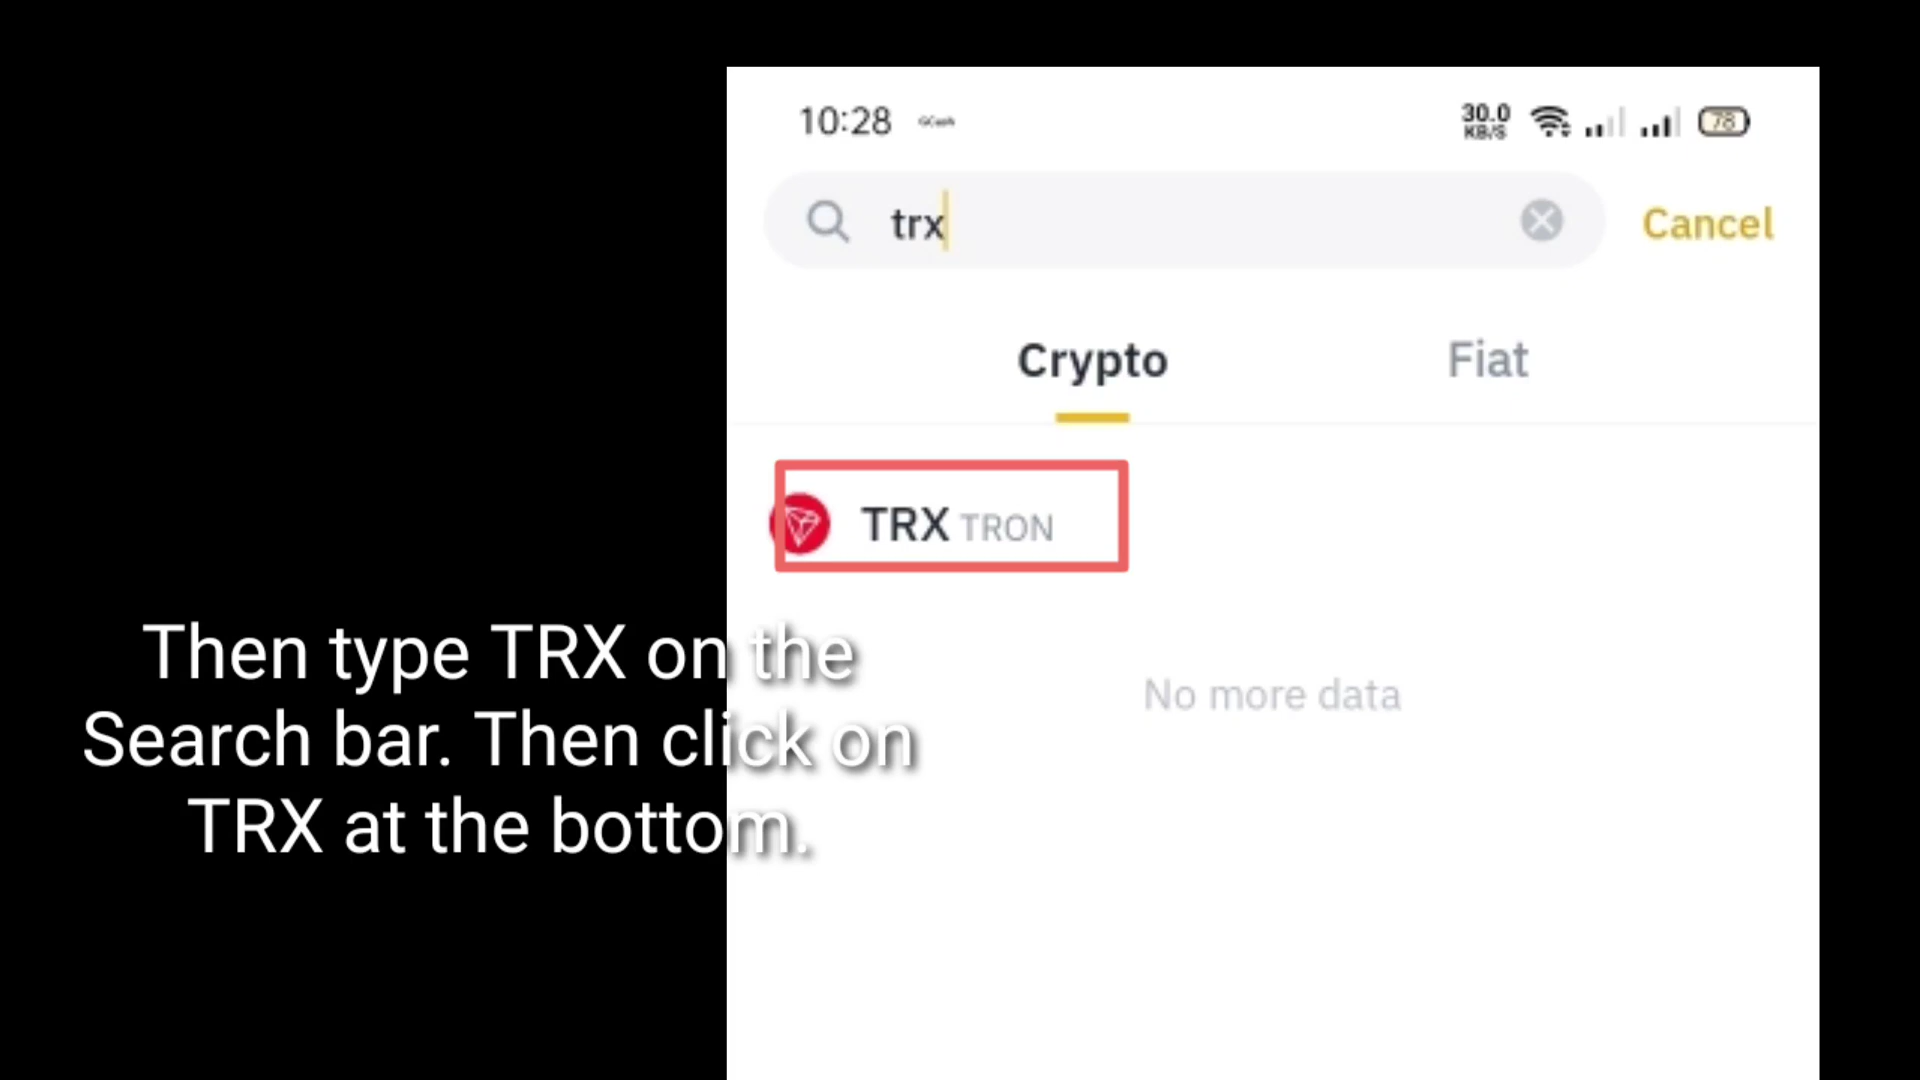 10:28 GCash 30.0 KB/S 78
trx Cancel
Crypto Fiat
TRX TRON
No more data
Then type TRX on the
Search bar. Then click on
TRX at the bottom.